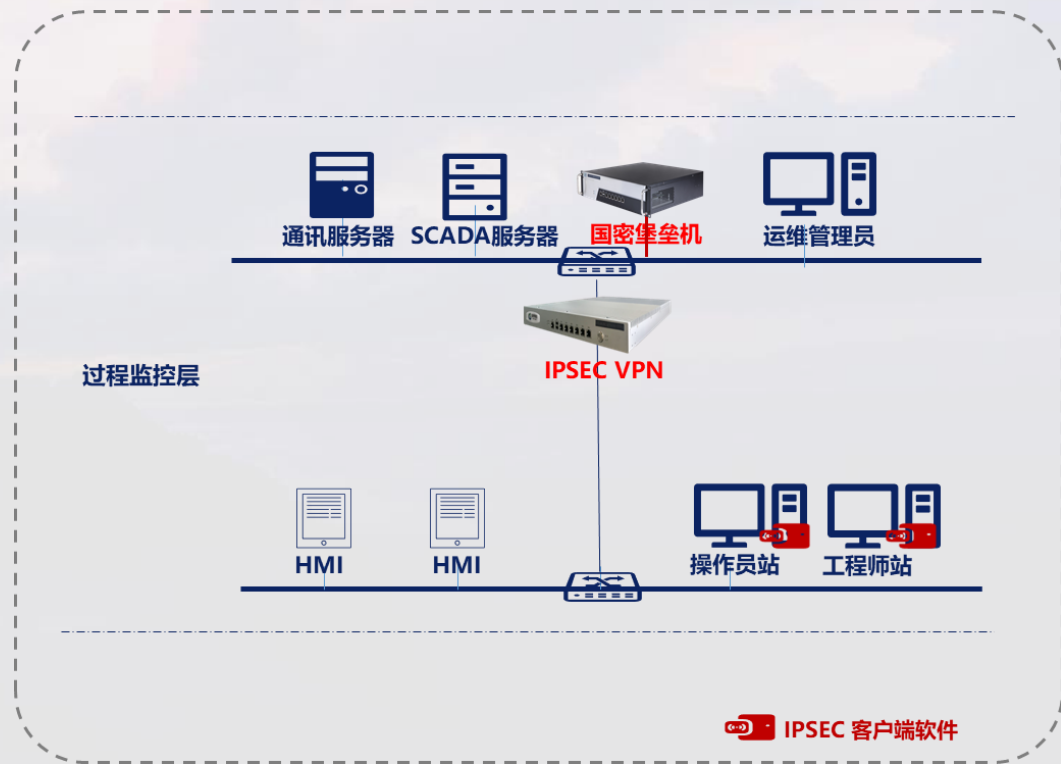 通讯服务器 SCADA服务器 国密堡垒机 运维管理员
IPSEC VPN
过程监控层
HMI HMI 操作员站 工程师站
IPSEC 客户端软件